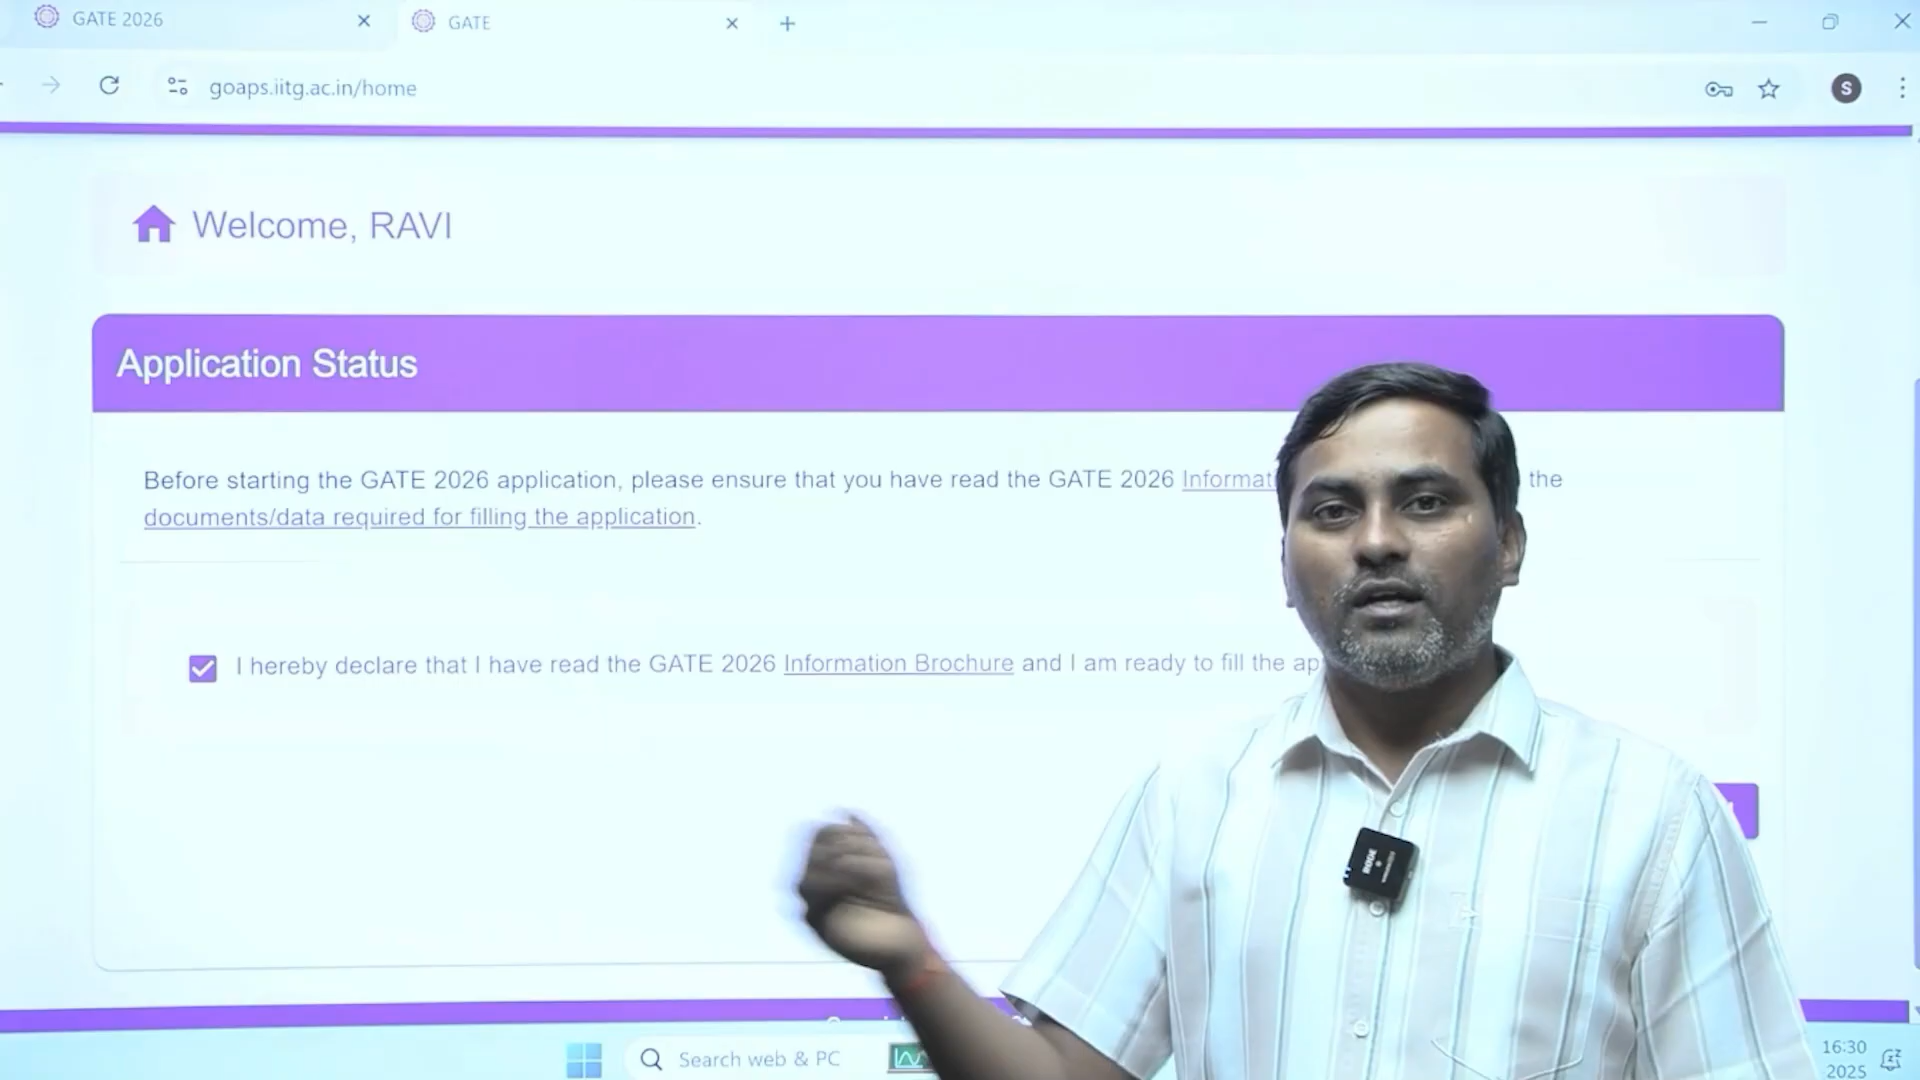 GATE 2026
GATE
goaps.iitg.ac.in/home
S
Welcome, RAVI
Application Status
Before starting the GATE 2026 application, please ensure that you have read the GATE 2026 the
documents/data required for filling the application.
I hereby declare that I have read the GATE 2026 Information Brochure and I am ready to fill the
RODE
Search web & PC
16:30
2025